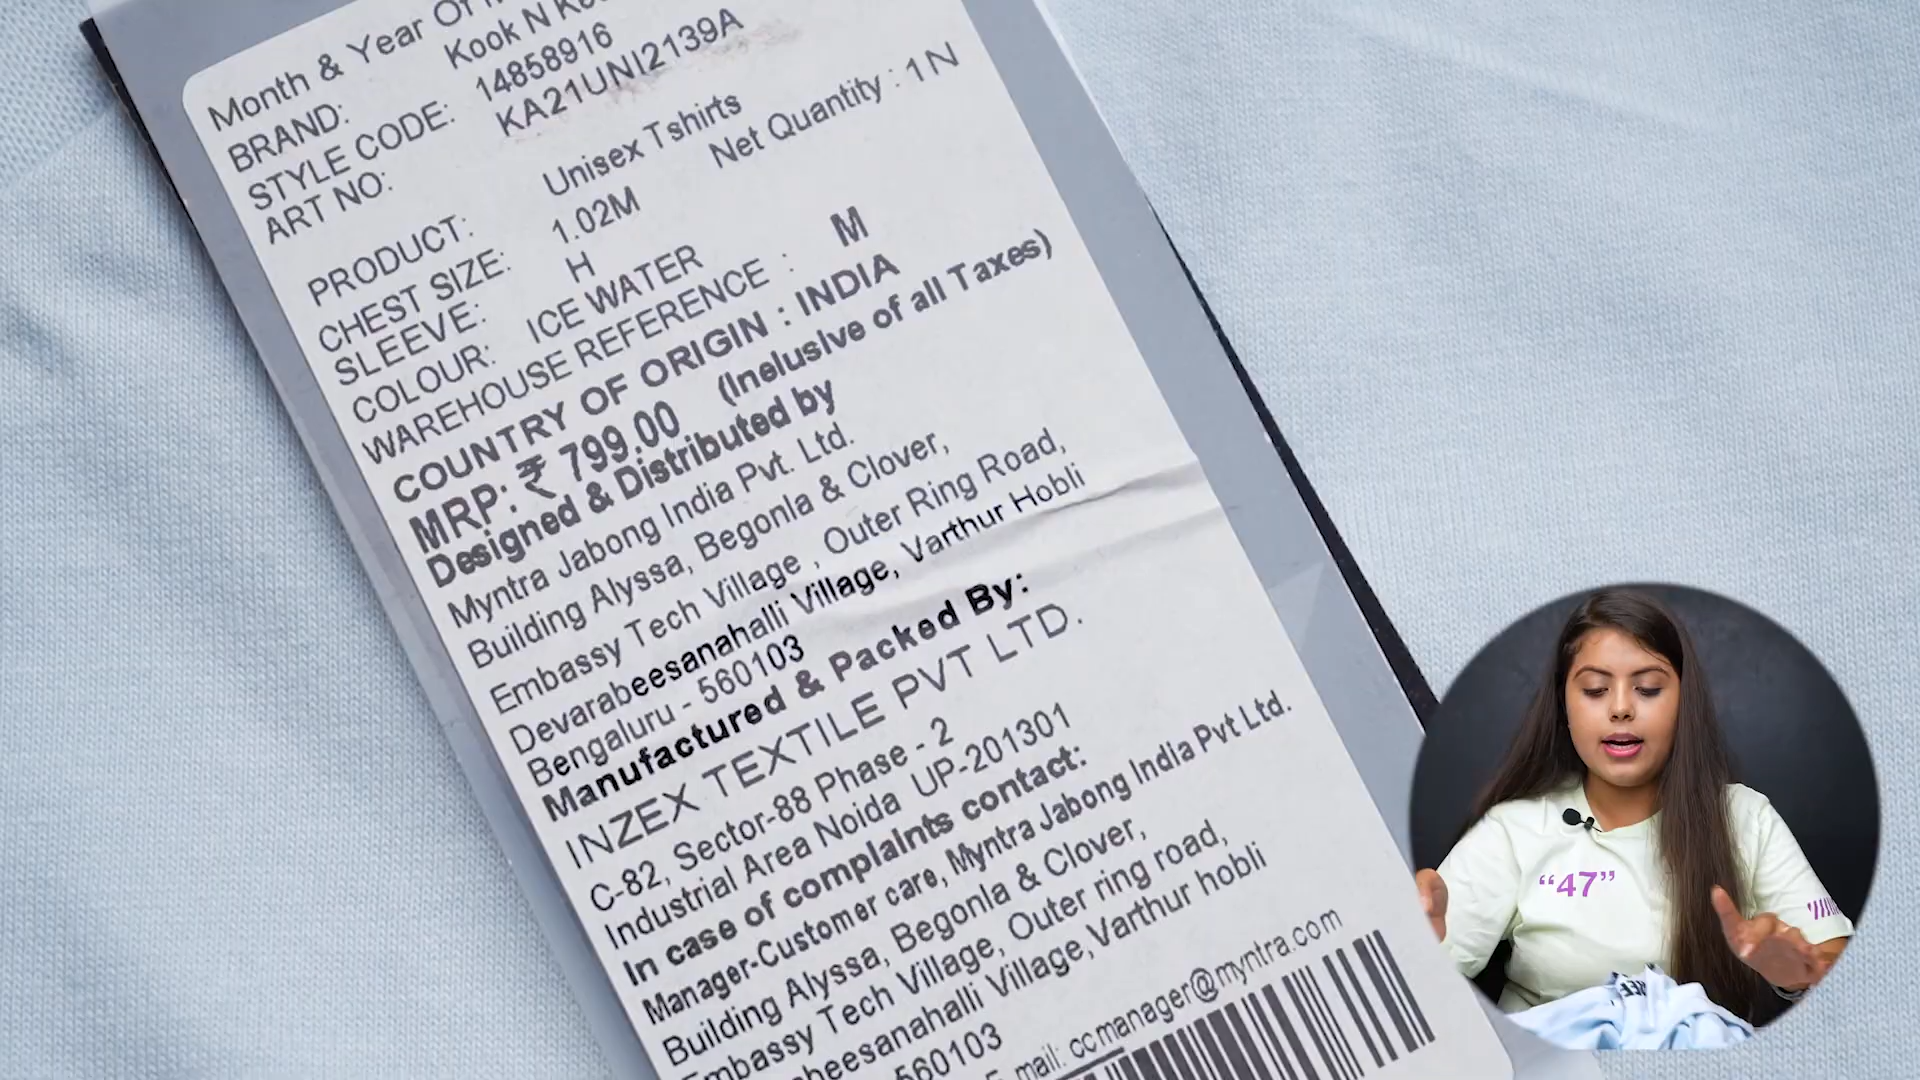 Month & Year Of
BRAND: Kook N
STYLE CODE: 14858916
ART NO: KA21UNI2139A
PRODUCT: Unisex Tshirts
Net Quantity : 1 N
CHEST SIZE: 1.02M
SLEEVE: H
COLOUR: ICE WATER
WAREHOUSE REFERENCE : M
COUNTRY OF ORIGIN : INDIA
MRP: ₹ 799.00 (Inelusive of all Taxes)
Designed & Distributed by
Myntra Jabong India Pvt. Ltd.
Building Alyssa, Begonla & Clover,
Embassy Tech Village , Outer Ring Road,
Devarabeesanahalli Village, Varthur Hobli
Bengaluru - 560103
Manufactured & Packed By:
INZEX TEXTILE PVT LTD.
C-82, Sector-88 Phase - 2
Industrial Area Noida UP-201301
In case of complaints contact:
Manager-Customer care, Myntra Jabong India Pvt Ltd.
Building Alyssa, Begonla & Clover,
Embassy Tech Village, Outer ring road,
beesanahalli Village, Varthur hobli
560103
E-mail: ccmanager@myntra.com
“47”